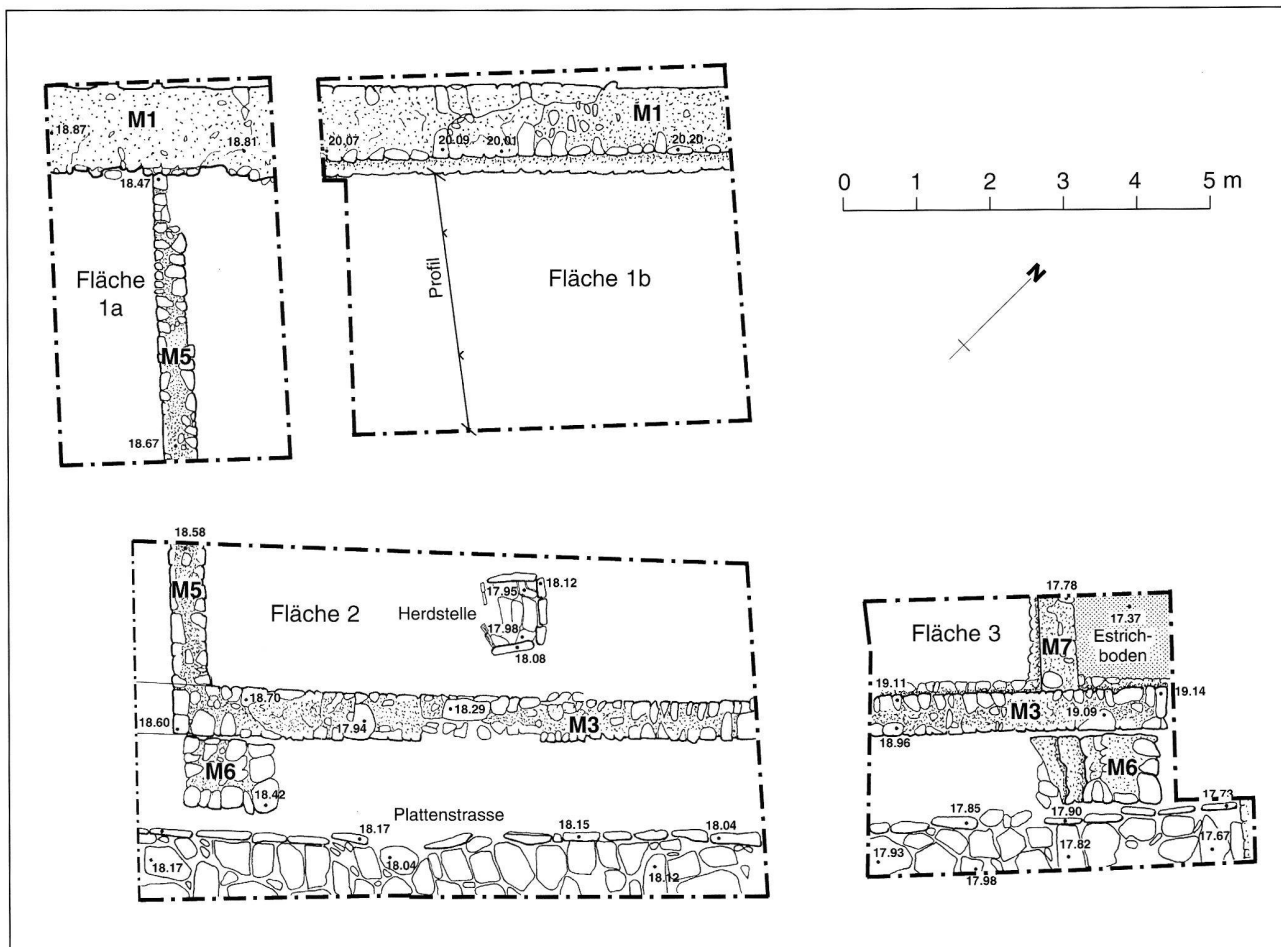 M1
18.87
18.81
18.47
Fläche
1a
M5
18.67
M1
20.07
20.09
20.01
20.20
Profil
Fläche 1b
0 1 2 3 4 5 m
N
18.58
M5
Fläche 2
Herdstelle
17.95
18.12
17.98
18.08
18.70
18.60
17.94
18.29
M3
M6
18.42
Plattenstrasse
18.17
18.15
18.04
18.17
18.04
18.12
17.78
Fläche 3
M7
17.37
Estrich-
boden
19.11
19.14
M3
19.09
18.96
M6
17.85
17.90
17.73
17.93
17.82
17.67
17.98